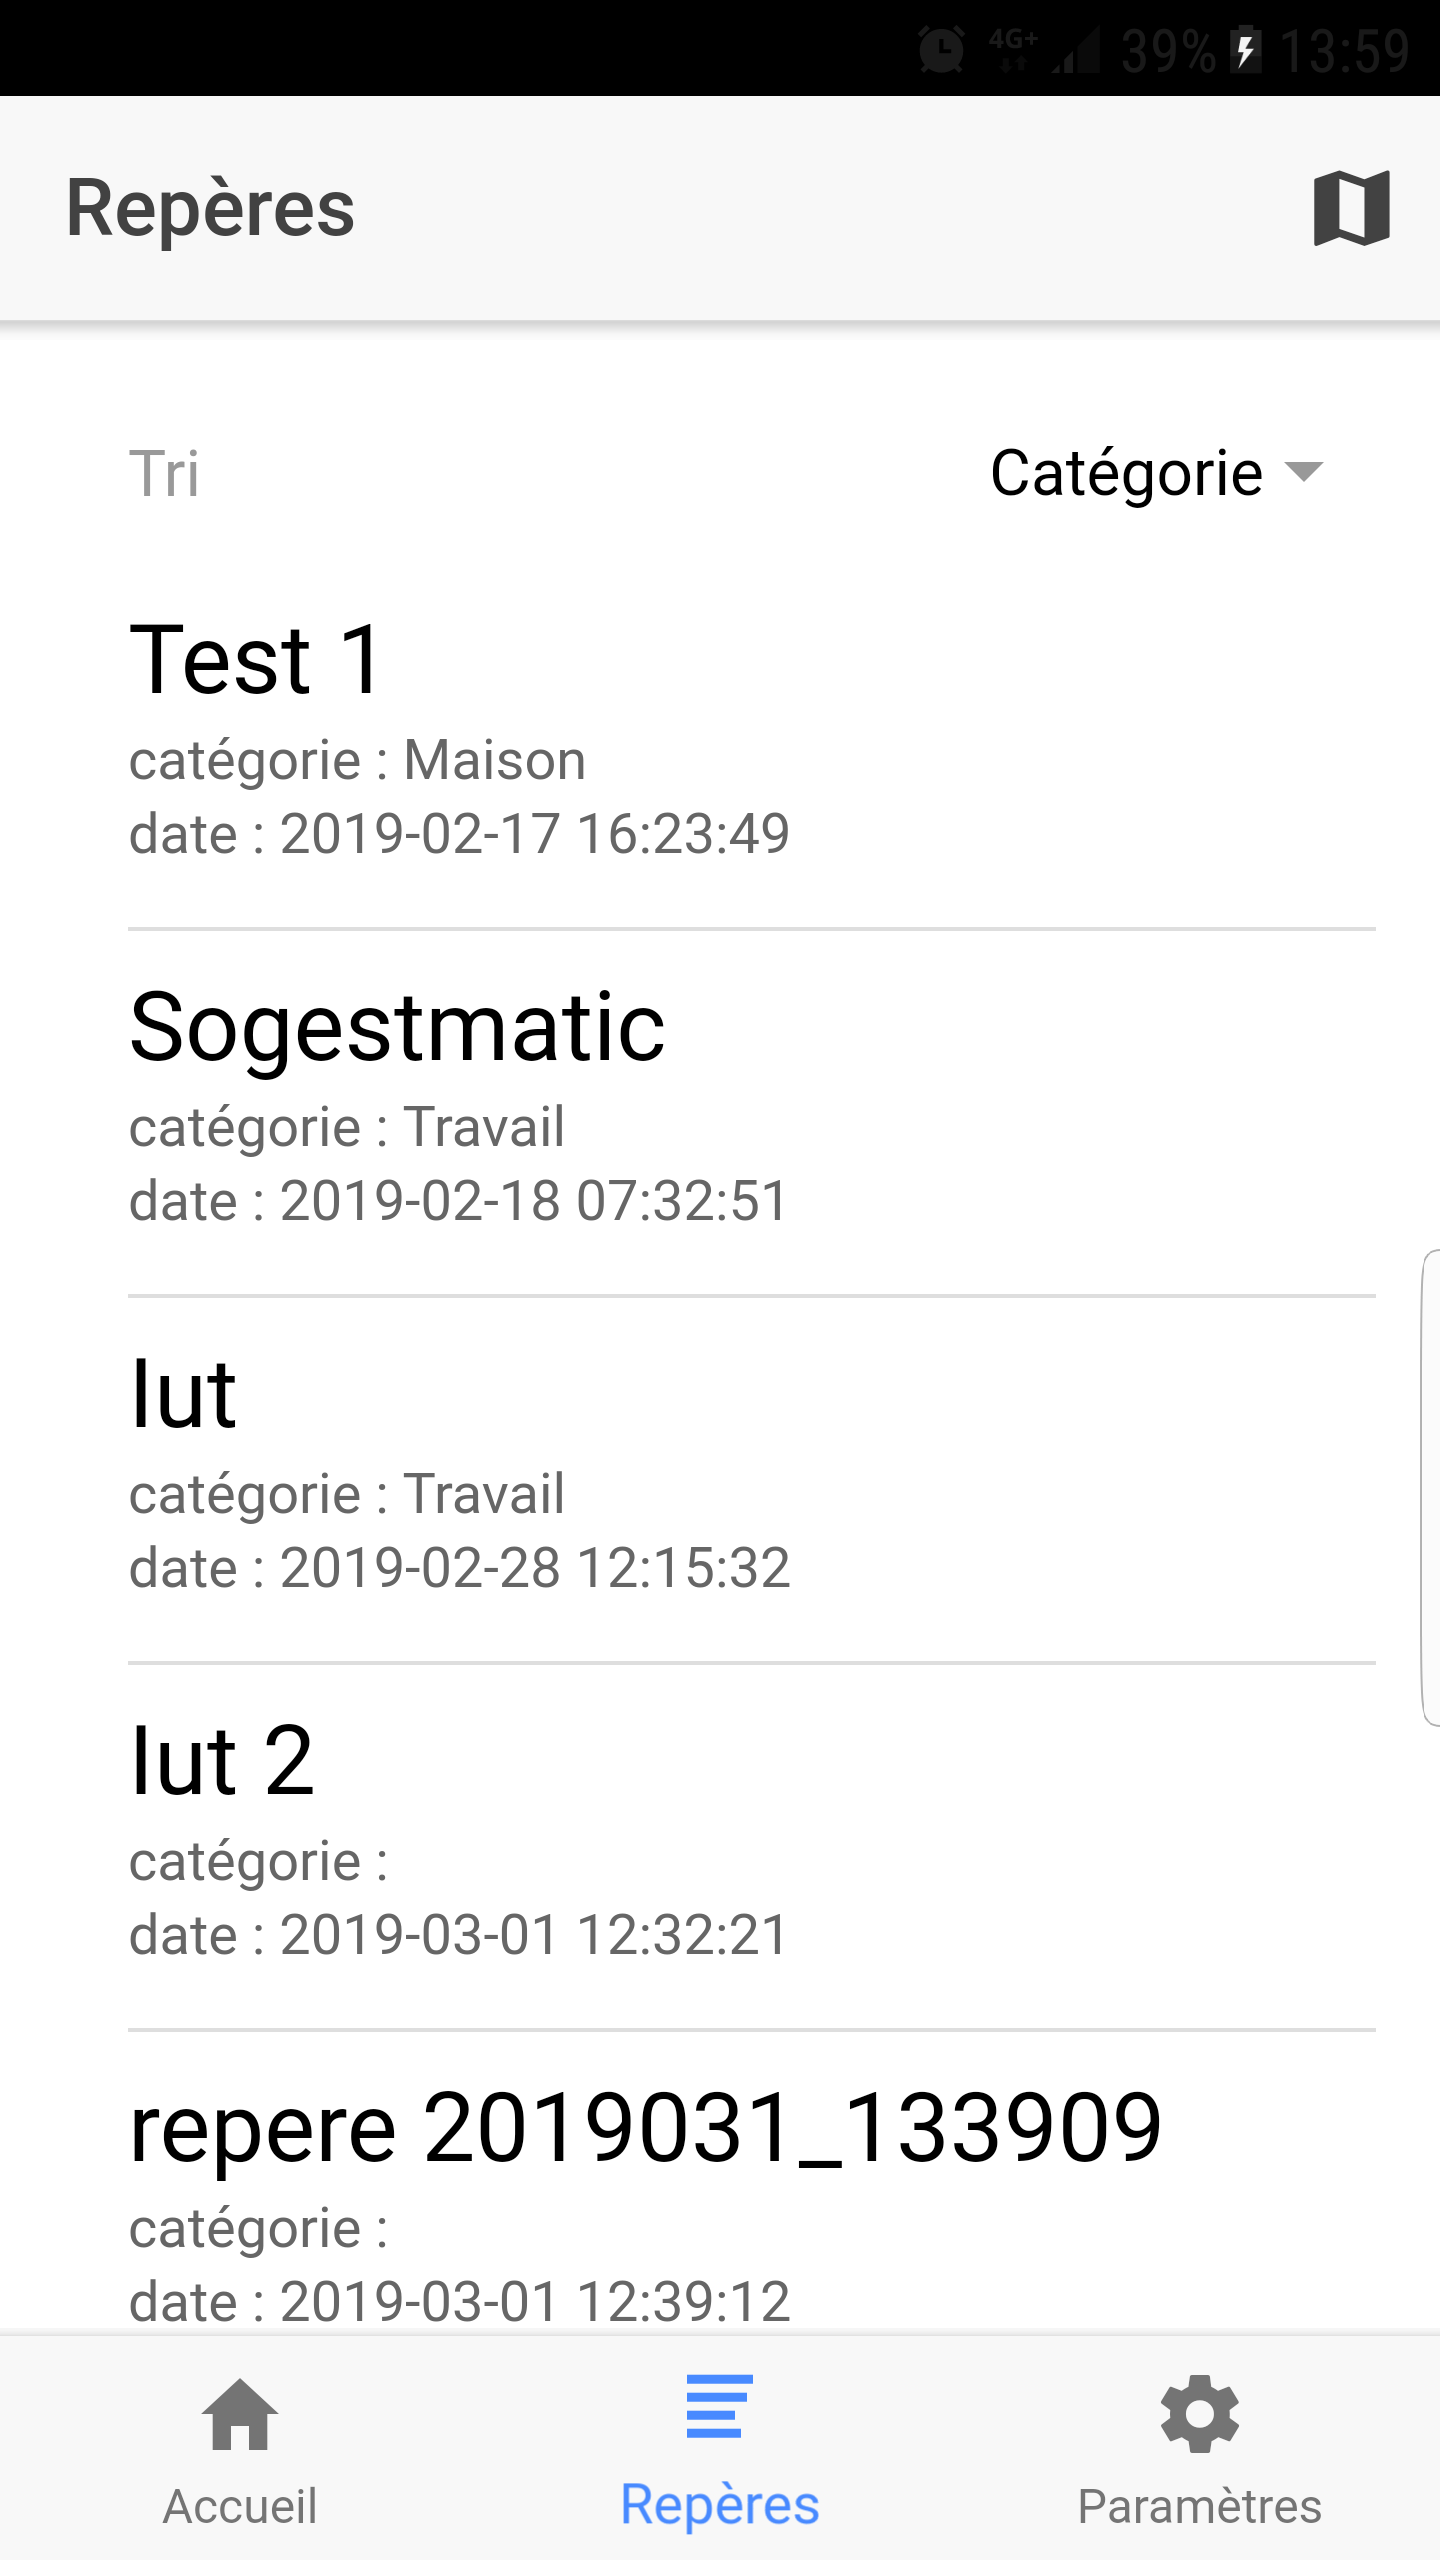 4G+ 39% 13:59
Repères
Tri Catégorie
Test 1
catégorie : Maison
date : 2019-02-17 16:23:49
Sogestmatic
catégorie : Travail
date : 2019-02-18 07:32:51
Iut
catégorie : Travail
date : 2019-02-28 12:15:32
Iut 2
catégorie :
date : 2019-03-01 12:32:21
repere 2019031_133909
catégorie :
date : 2019-03-01 12:39:12
Accueil Repères Paramètres